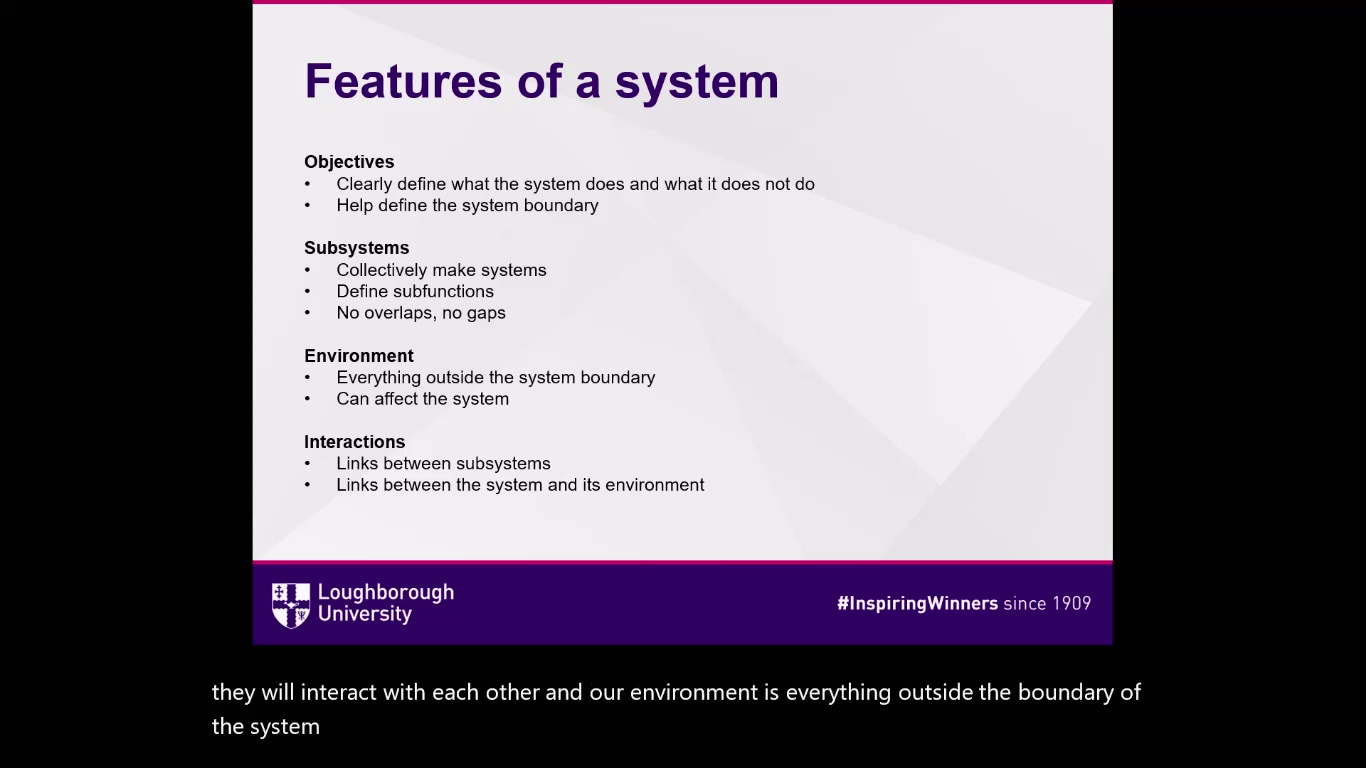 Features of a system
Objectives
• Clearly define what the system does and what it does not do
• Help define the system boundary
Subsystems
• Collectively make systems
• Define subfunctions
• No overlaps, no gaps
Environment
• Everything outside the system boundary
• Can affect the system
Interactions
• Links between subsystems
• Links between the system and its environment
Loughborough
University
#InspiringWinners since 1909
they will interact with each other and our environment is everything outside the boundary of
the system